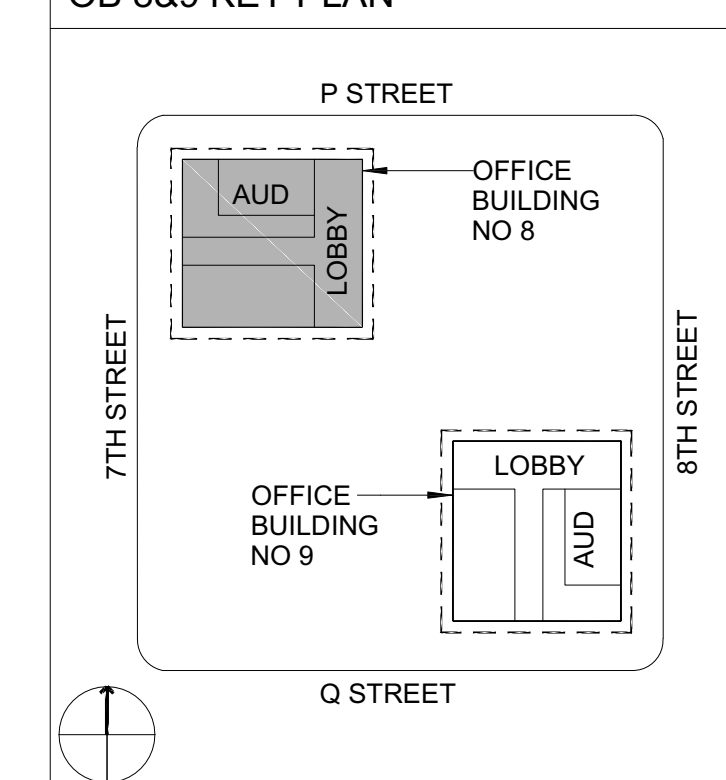 OB 8&9 KEY PLAN
P STREET
OFFICE
BUILDING
NO 8
AUD
LOBBY
7TH STREET
8TH STREET
LOBBY
OFFICE
BUILDING
NO 9
AUD
Q STREET